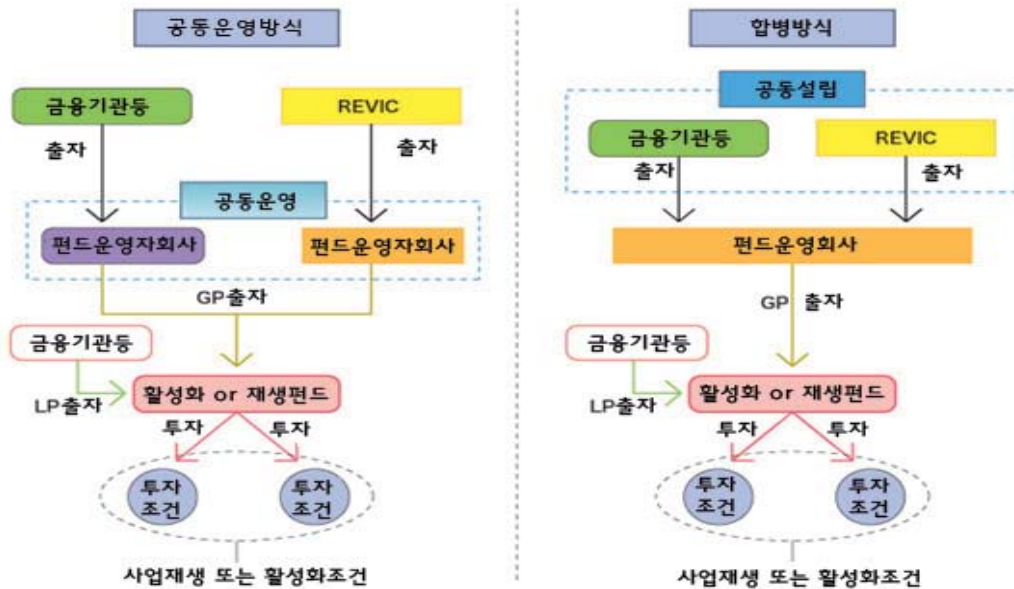 공동운영방식
금융기관등
REVIC
출자
출자
공동운영
펀드운영자회사
펀드운영자회사
GP출자
금융기관등
LP출자
활성화 or 재생펀드
투자
투자
투자
조건
투자
조건
사업재생 또는 활성화조건
합병방식
공동설립
금융기관등
REVIC
출자
출자
펀드운영회사
GP 출자
금융기관등
LP출자
활성화 or 재생펀드
투자
투자
투자
조건
투자
조건
사업재생 또는 활성화조건